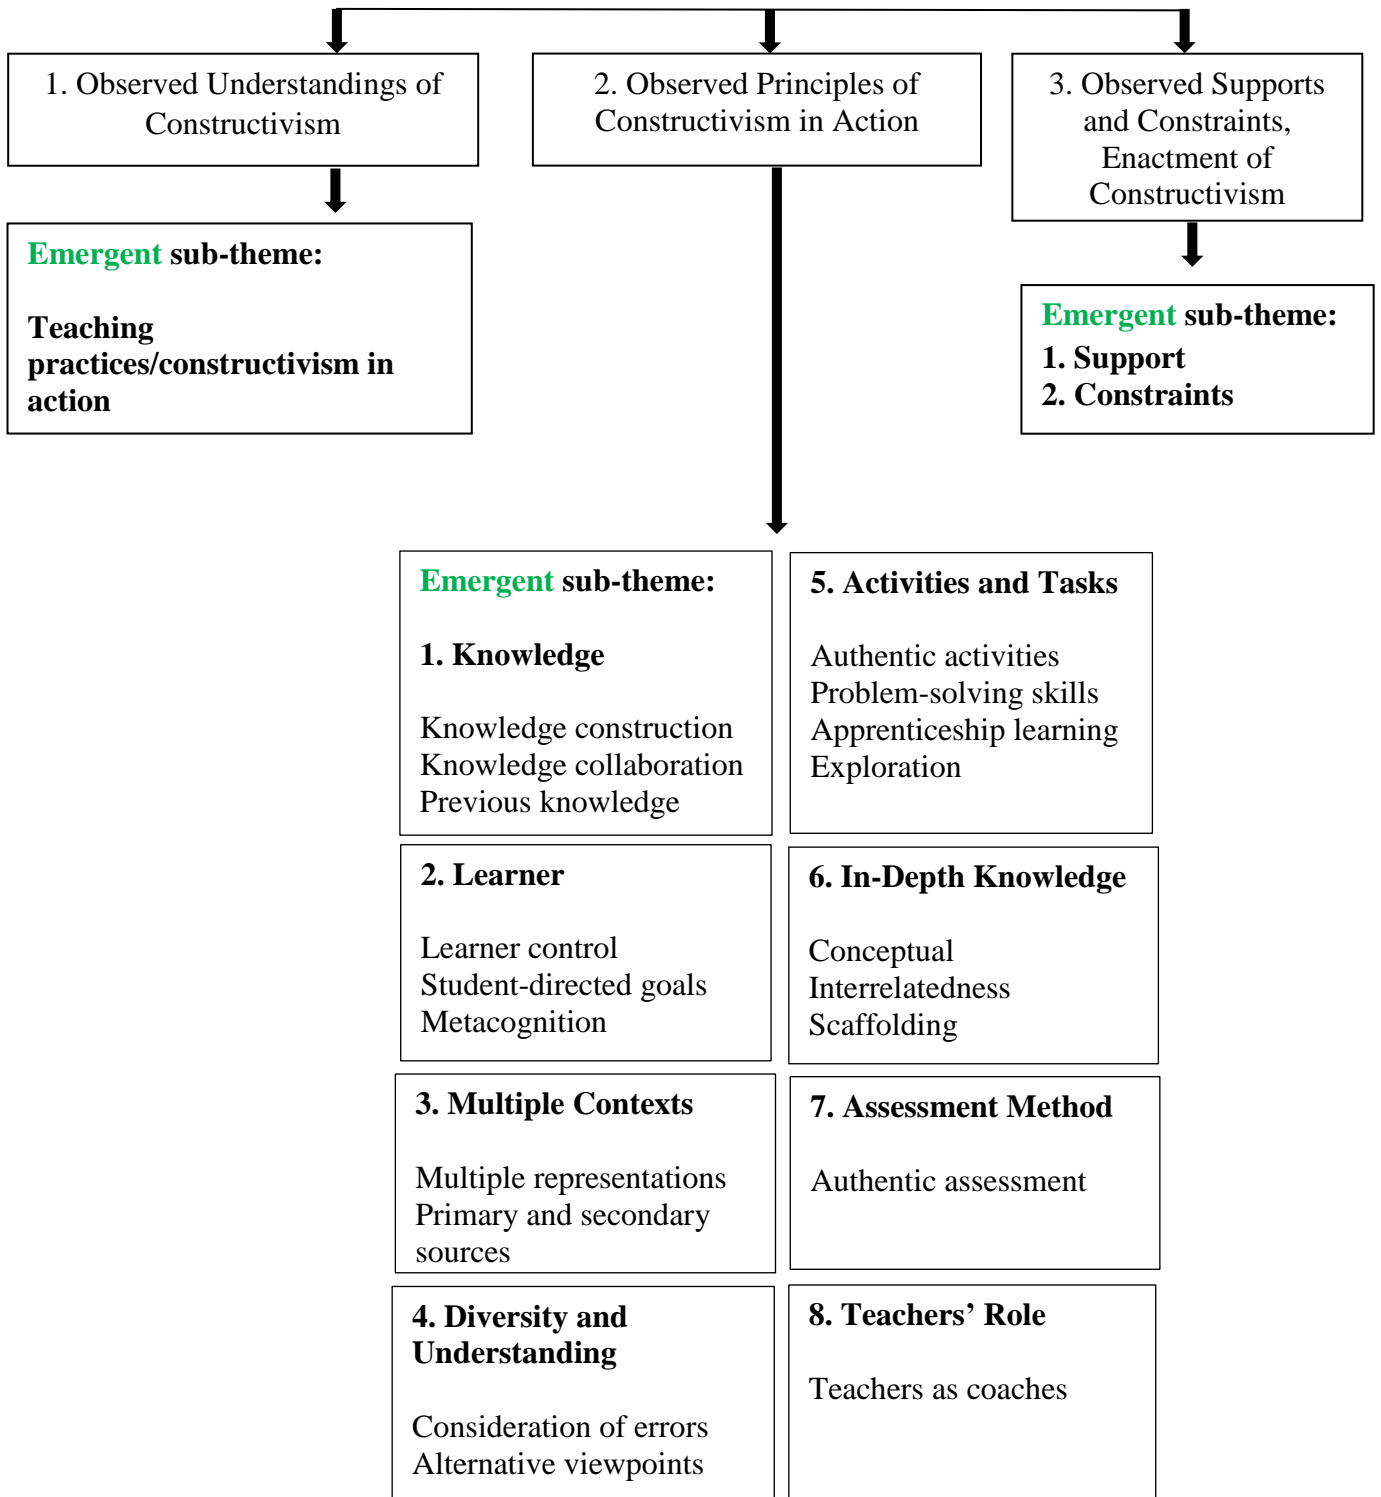 1. Observed Understandings of
Constructivism
2. Observed Principles of
Constructivism in Action
3. Observed Supports
and Constraints,
Enactment of
Constructivism
Emergent sub-theme:
Teaching
practices/constructivism in
action
Emergent sub-theme:
1. Support
2. Constraints
Emergent sub-theme:
1. Knowledge
Knowledge construction
Knowledge collaboration
Previous knowledge
2. Learner
Learner control
Student-directed goals
Metacognition
3. Multiple Contexts
Multiple representations
Primary and secondary
sources
4. Diversity and
Understanding
Consideration of errors
Alternative viewpoints
5. Activities and Tasks
Authentic activities
Problem-solving skills
Apprenticeship learning
Exploration
6. In-Depth Knowledge
Conceptual
Interrelatedness
Scaffolding
7. Assessment Method
Authentic assessment
8. Teachers’ Role
Teachers as coaches